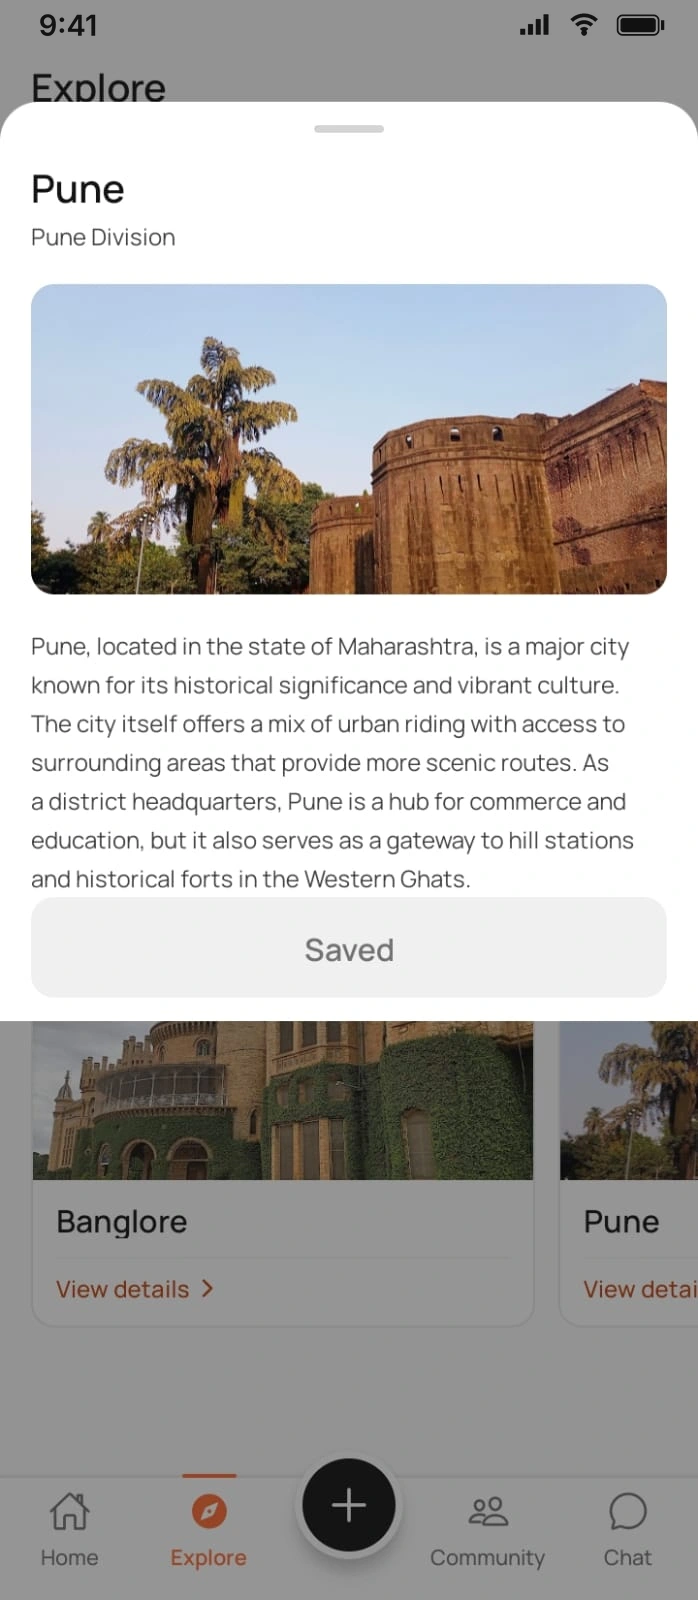 9:41
Explore
Pune
Pune Division
Pune, located in the state of Maharashtra, is a major city
known for its historical significance and vibrant culture.
The city itself offers a mix of urban riding with access to
surrounding areas that provide more scenic routes. As
a district headquarters, Pune is a hub for commerce and
education, but it also serves as a gateway to hill stations
and historical forts in the Western Ghats.
Saved
Banglore
View details
Pune
View detai
Home
Explore
Community
Chat